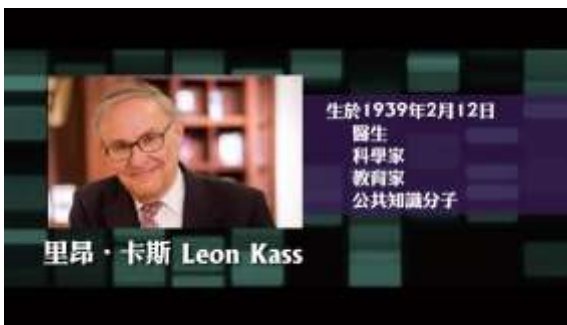 生於1939年2月12日
醫生
科學家
教育家
公共知識分子
里昂·卡斯 Leon Kass